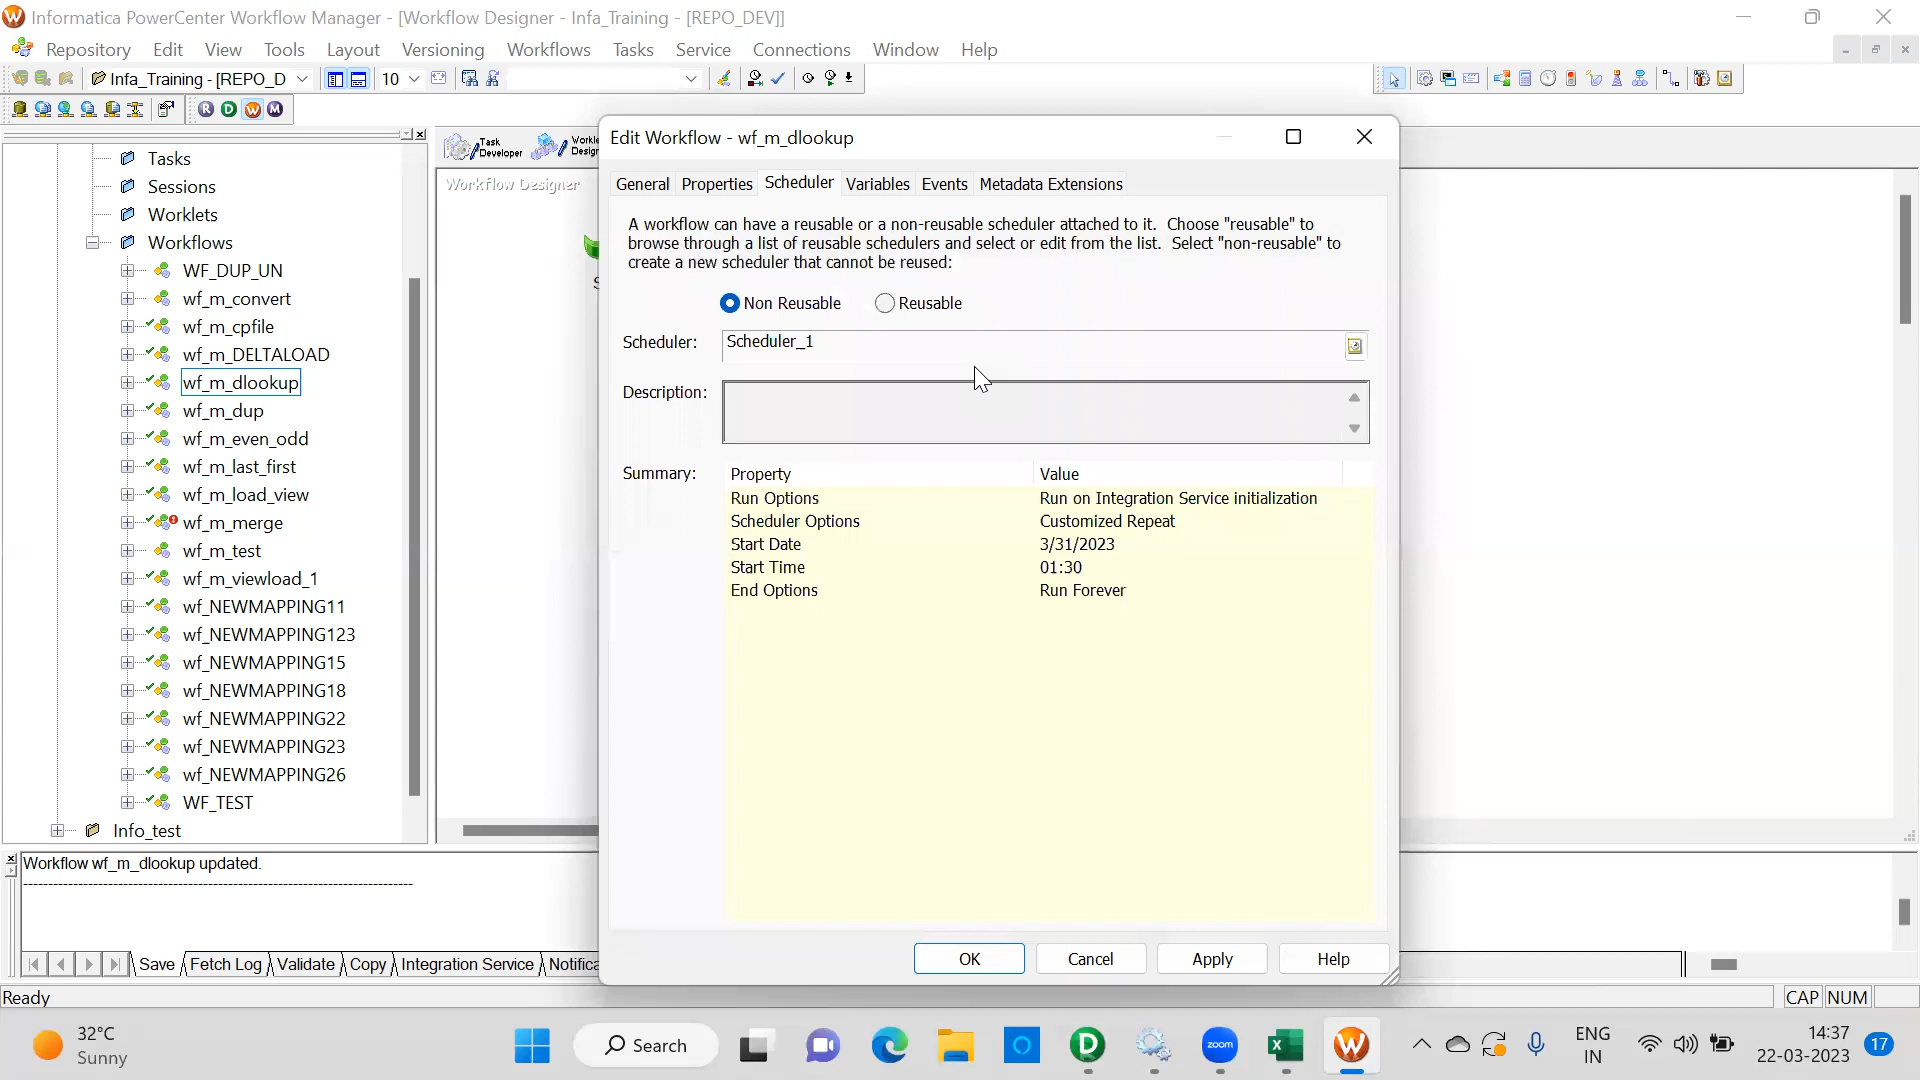 Informatica PowerCenter Workflow Manager - [Workflow Designer - Infa_Training - [REPO_DEV]]
Repository Edit View Tools Layout Versioning Workflows Tasks Service Connections Window Help
Infa_Training - [REPO_D 10
R D W M
Tasks
Sessions
Worklets
Workflows
WF_DUP_UN
wf_m_convert
wf_m_cpfile
wf_m_DELTALOAD
wf_m_dlookup
wf_m_dup
wf_m_even_odd
wf_m_last_first
wf_m_load_view
wf_m_merge
wf_m_test
wf_m_viewload_1
wf_NEWMAPPING11
wf_NEWMAPPING123
wf_NEWMAPPING15
wf_NEWMAPPING18
wf_NEWMAPPING22
wf_NEWMAPPING23
wf_NEWMAPPING26
WF_TEST
Info_test
Task
Developer
Workle
Desig
Workflow Designer
Edit Workflow - wf_m_dlookup
General Properties Scheduler Variables Events Metadata Extensions
A workflow can have a reusable or a non-reusable scheduler attached to it. Choose "reusable" to
browse through a list of reusable schedulers and select or edit from the list. Select "non-reusable" to
create a new scheduler that cannot be reused:
Non Reusable Reusable
Scheduler: Scheduler_1
Description:
Summary: Property Value
Run Options Run on Integration Service initialization
Scheduler Options Customized Repeat
Start Date 3/31/2023
Start Time 01:30
End Options Run Forever
OK Cancel Apply Help
Workflow wf_m_dlookup updated.
Save Fetch Log Validate Copy Integration Service Notifica
Ready CAP NUM
32°C
Sunny
Search
zoom
ENG
IN
14:37
22-03-2023
17